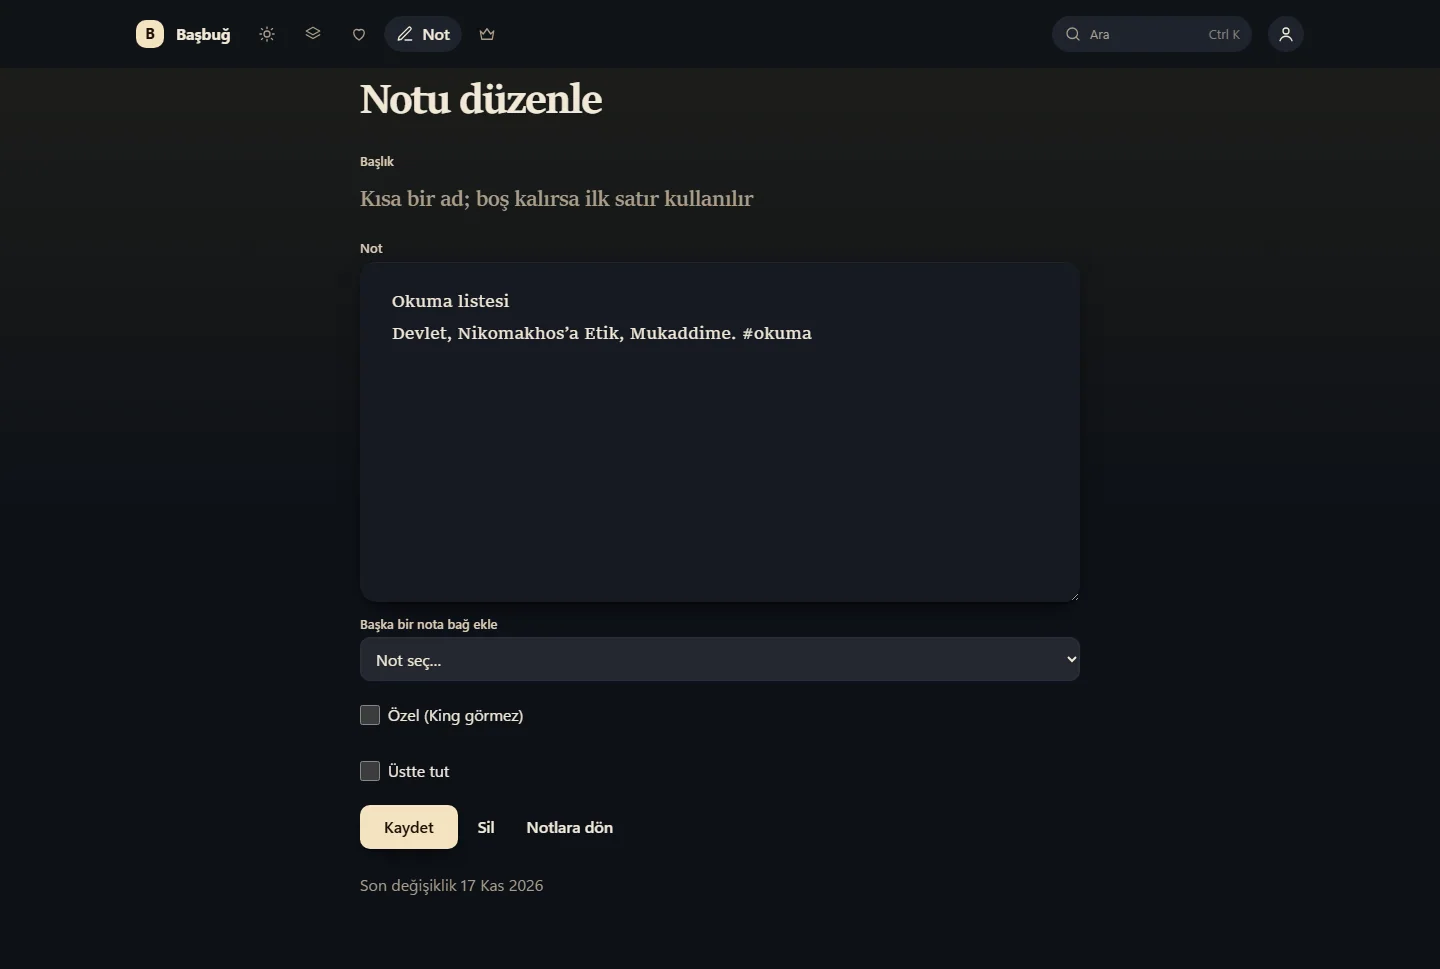 B Başbuğ Not Ara Ctrl K
Notu düzenle
Başlık
Kısa bir ad; boş kalırsa ilk satır kullanılır
Not
Okuma listesi
Devlet, Nikomakhos’a Etik, Mukaddime. #okuma
Başka bir nota bağ ekle
Not seç...
Özel (King görmez)
Üstte tut
Kaydet Sil Notlara dön
Son değişiklik 17 Kas 2026